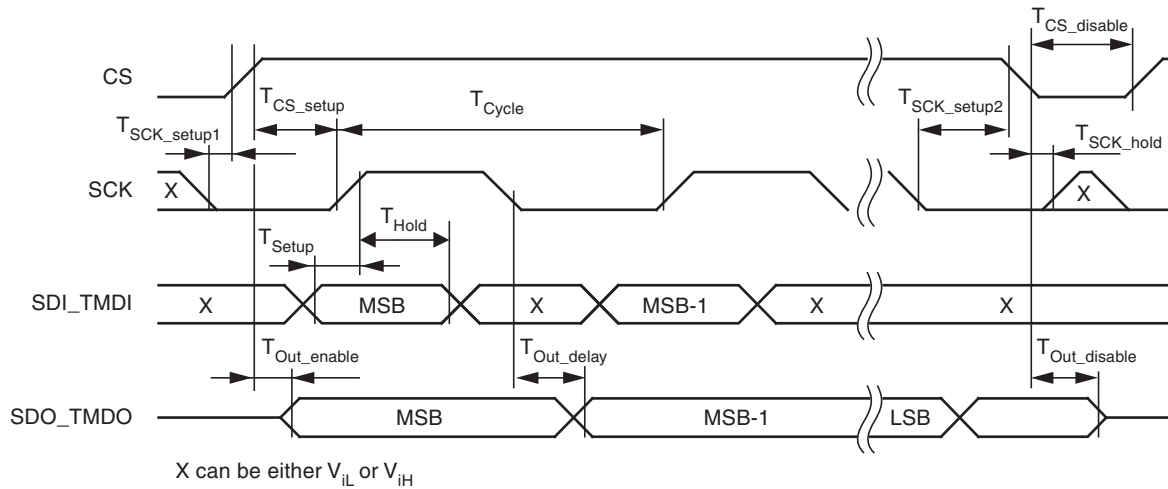 T_CS_disable
CS
T_CS_setup
T_Cycle
T_SCK_setup2
T_SCK_setup1
T_SCK_hold
SCK
X
X
T_Hold
T_Setup
SDI_TMDI
X
MSB
X
MSB-1
X
X
T_Out_enable
T_Out_delay
T_Out_disable
SDO_TMDO
MSB
MSB-1
LSB
X can be either V_iL or V_iH